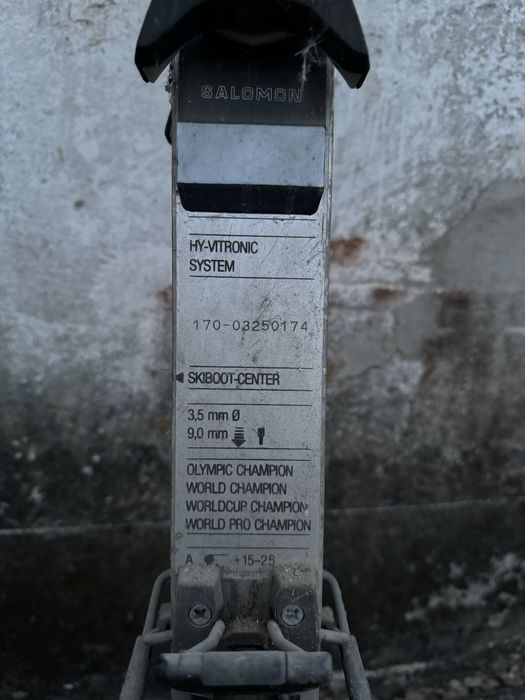 SALOMON
HY-VITRONIC
SYSTEM
170-03250174
SKIBOOT-CENTER
3,5 mm Ø
9,0 mm
OLYMPIC CHAMPION
WORLD CHAMPION
WORLDCUP CHAMPION
WORLD PRO CHAMPION
A +15-25